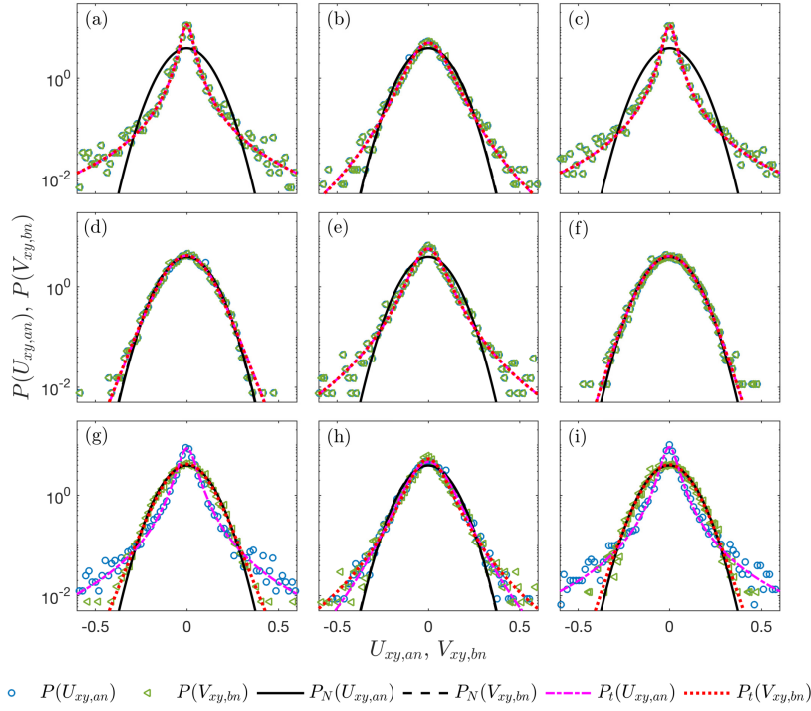 (a) (b) (c)
10^0
10^-2
(d) (e) (f)
10^0
10^-2
(g) (h) (i)
10^0
10^-2
-0.5 0 0.5 -0.5 0 0.5 -0.5 0 0.5
P(U_{xy,an}), P(V_{xy,bn})
U_{xy,an}, V_{xy,bn}
P(U_{xy,an}) P(V_{xy,bn}) P_N(U_{xy,an}) P_N(V_{xy,bn}) P_t(U_{xy,an}) P_t(V_{xy,bn})